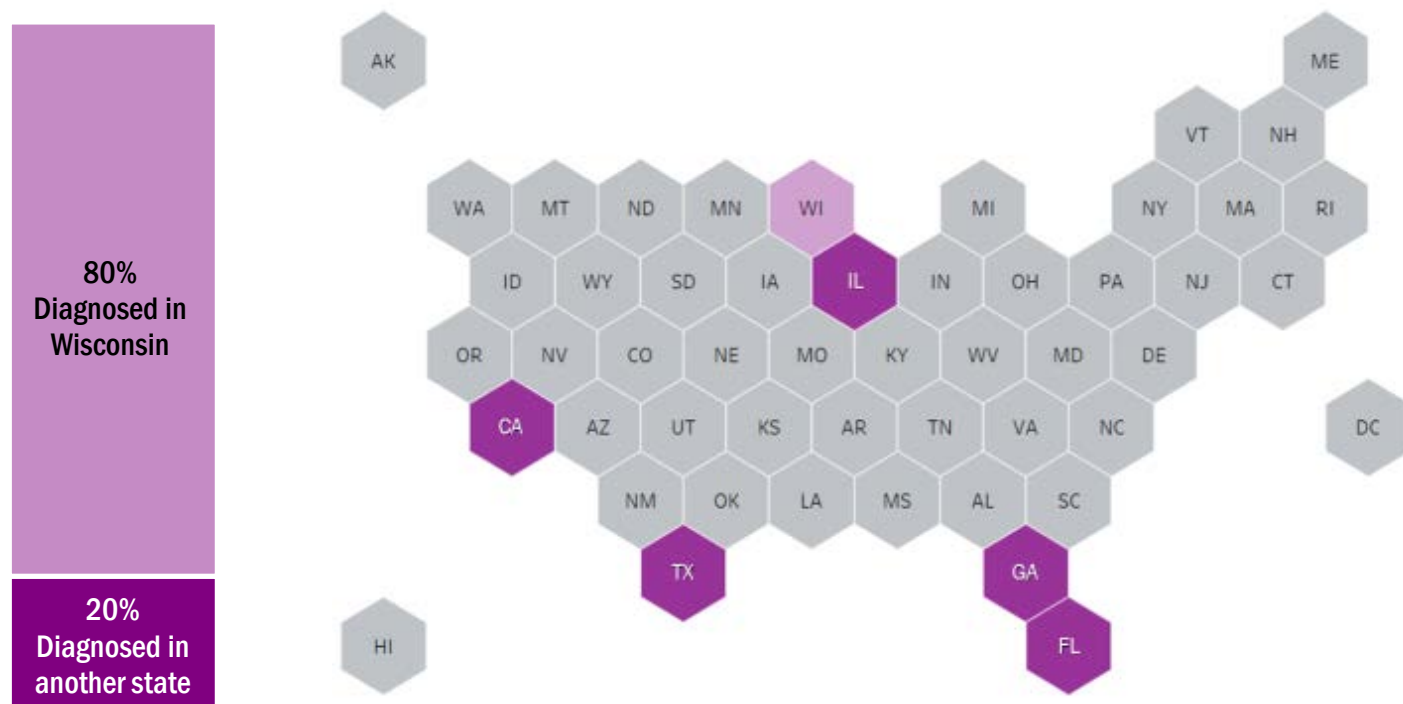 80%
Diagnosed in
Wisconsin
20%
Diagnosed in
another state
AK
ME
VT NH
WA MT ND MN WI MI NY MA RI
ID WY SD IA IL IN OH PA NJ CT
OR NV CO NE MO KY WV MD DE
CA AZ UT KS AR TN VA NC DC
NM OK LA MS AL SC
TX GA
HI FL